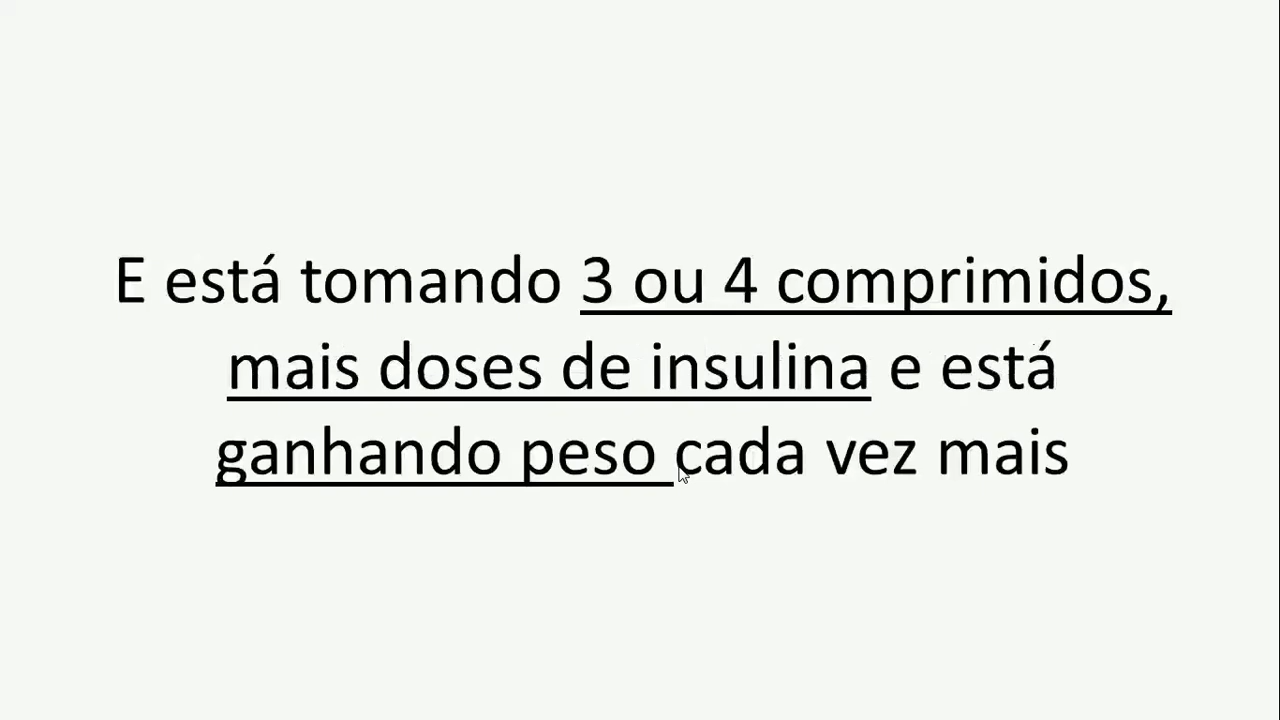 E está tomando 3 ou 4 comprimidos,
mais doses de insulina e está
ganhando peso cada vez mais